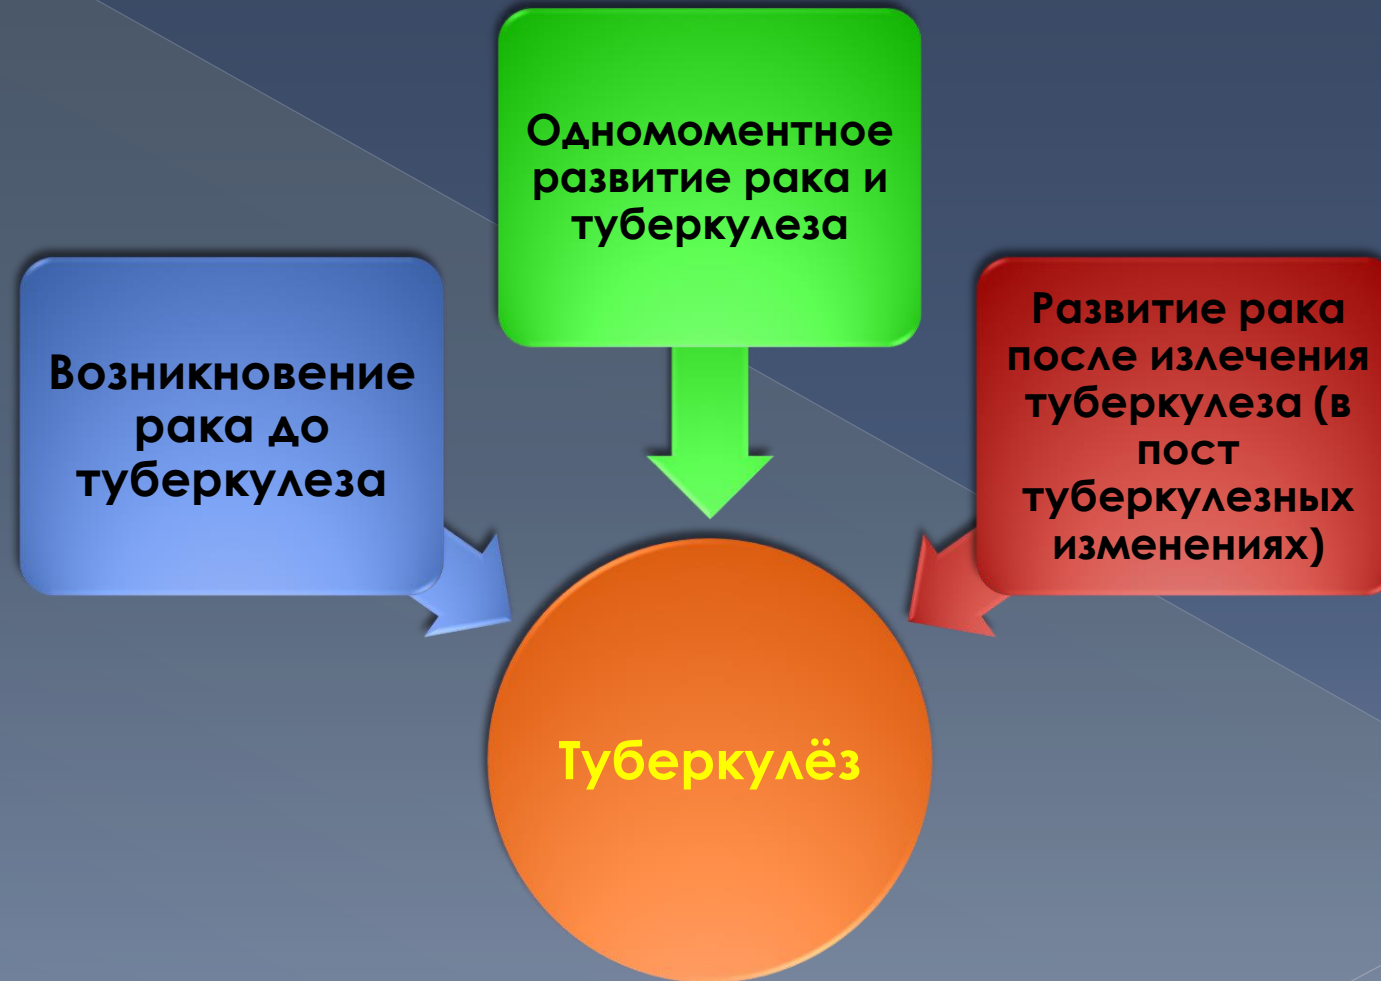 Одномоментное
развитие рака и
туберкулеза
Возникновение
рака до
туберкулеза
Развитие рака
после излечения
туберкулеза (в
пост
туберкулезных
изменениях)
Туберкулёз